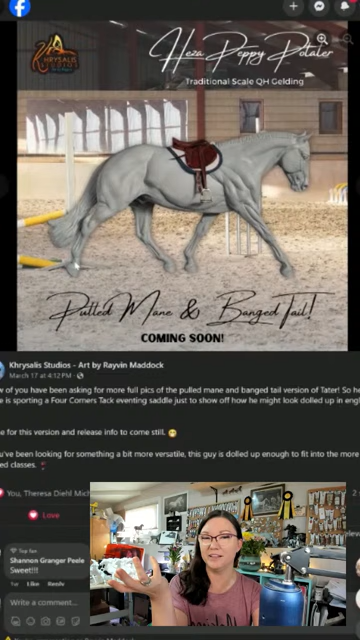 f
KHRYSALIS
STUDIOS
Heza Peppy Potater
Traditional Scale QH Gelding
Pulled Mane & Banged Tail!
COMING SOON!
Khrysalis Studios - Art by Rayvin Maddock
March 17 at 4:12 PM
w of you have been asking for more full pics of the pulled mane and banged tail version of Tater! So he
e is sporting a Four Corners Tack eventing saddle just to show off how he might look dolled up in engl
e for this version and release info to come still.
u've been looking for something a bit more versatile, this guy is dolled up enough to fit into the more
ed classes.
You, Theresa Diehl Mich
2
Love
Top fan
Shannon Granger Peele
Sweet!!!
Like Reply
Write a comment...